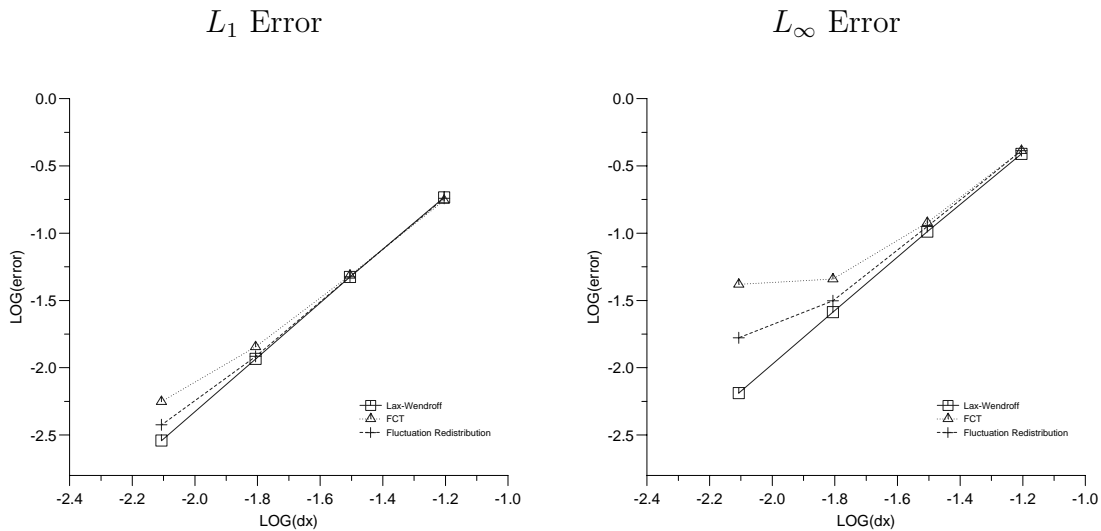 L₁ Error
L∞ Error
0.0
-0.5
-1.0
-1.5
-2.0
-2.5
LOG(error)
-2.4 -2.2 -2.0 -1.8 -1.6 -1.4 -1.2 -1.0
LOG(dx)
Lax-Wendroff
FCT
Fluctuation Redistribution
0.0
-0.5
-1.0
-1.5
-2.0
-2.5
LOG(error)
-2.4 -2.2 -2.0 -1.8 -1.6 -1.4 -1.2 -1.0
LOG(dx)
Lax-Wendroff
FCT
Fluctuation Redistribution